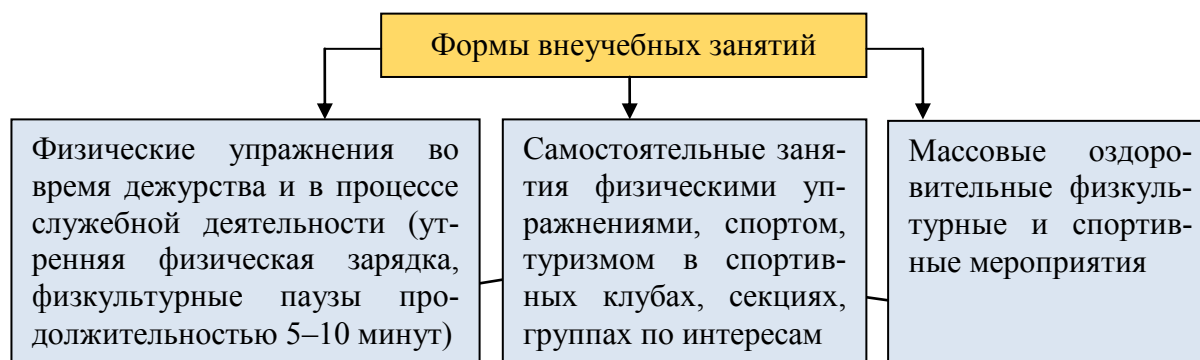 Формы внеучебных занятий
Физические упражнения во
время дежурства и в процессе
служебной деятельности (ут-
ренняя физическая зарядка,
физкультурные паузы про-
должительностью 5–10 минут)
Самостоятельные заня-
тия физическими уп-
ражнениями, спортом,
туризмом в спортив-
ных клубах, секциях,
группах по интересам
Массовые оздоро-
вительные физкуль-
турные и спортив-
ные мероприятия